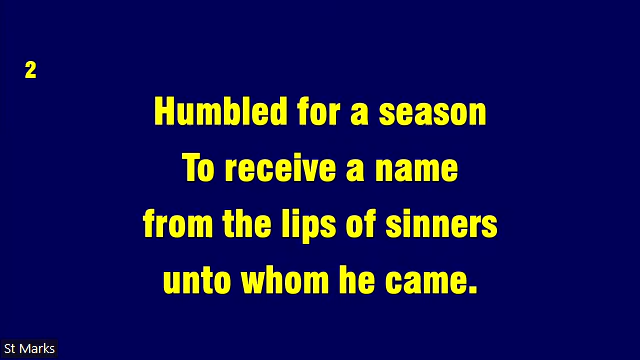 2
Humbled for a season
To receive a name
from the lips of sinners
unto whom he came.
St Marks